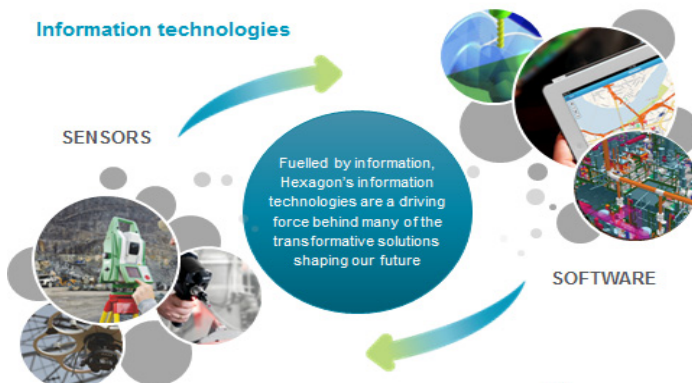 Information technologies
SENSORS
Fuelled by information,
Hexagon's information
technologies are a driving
force behind many of the
transformative solutions
shaping our future
SOFTWARE